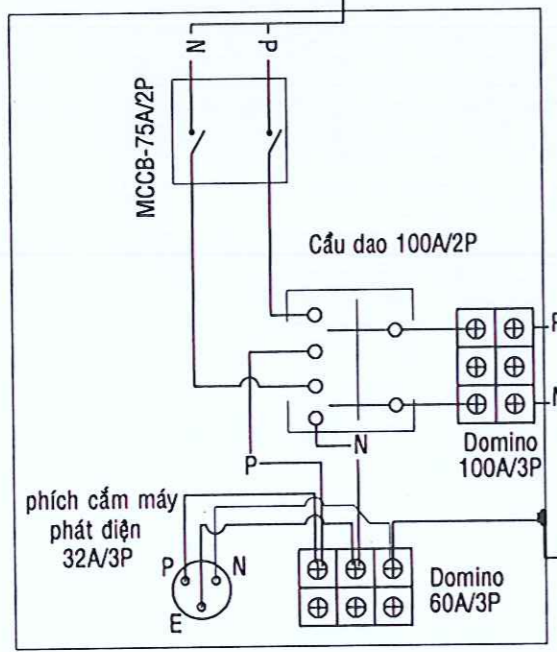 N P
MCCB-75A/2P
Cầu dao 100A/2P
P
N
Domino
100A/3P
N
P
phích cắm máy
phát điện
32A/3P
P N
E
Domino
60A/3P